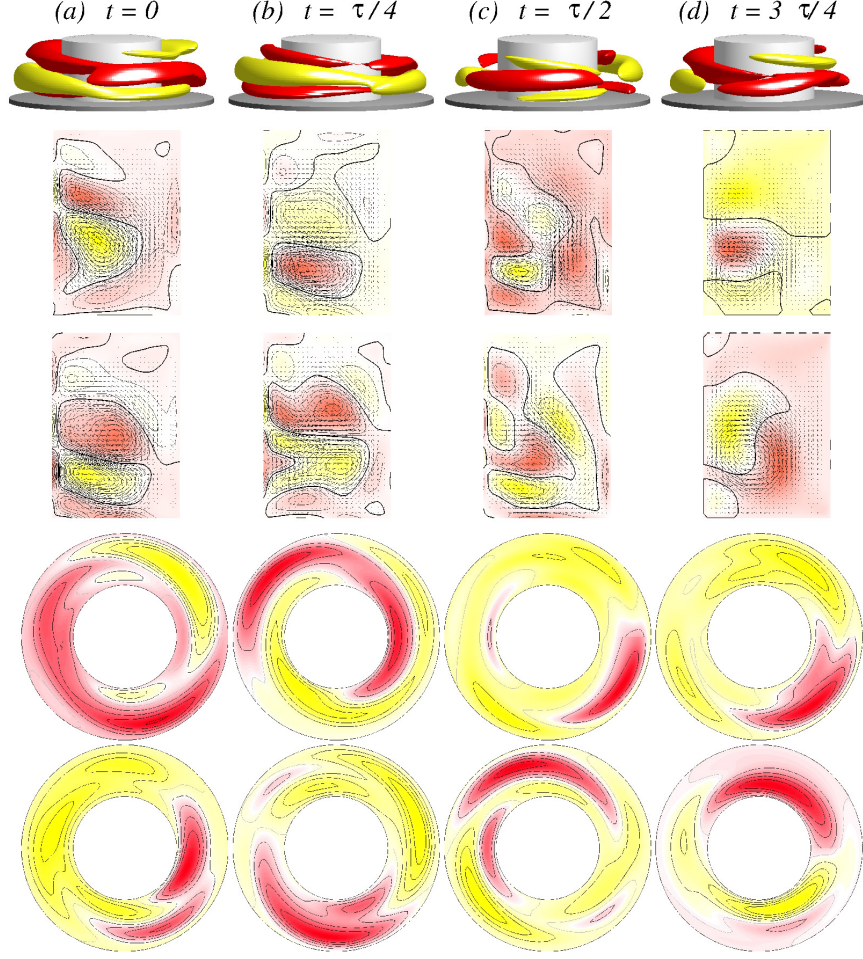 (a) t = 0 (b) t = τ / 4 (c) t = τ / 2 (d) t = 3 τ / 4